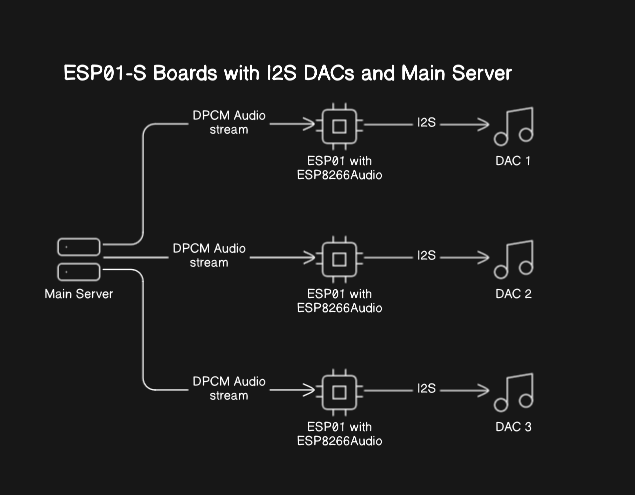 ESP01-S Boards with I2S DACs and Main Server
DPCM Audio
stream
I2S
ESP01 with
ESP8266Audio
DAC 1
DPCM Audio
stream
I2S
Main Server
ESP01 with
ESP8266Audio
DAC 2
DPCM Audio
stream
I2S
ESP01 with
ESP8266Audio
DAC 3